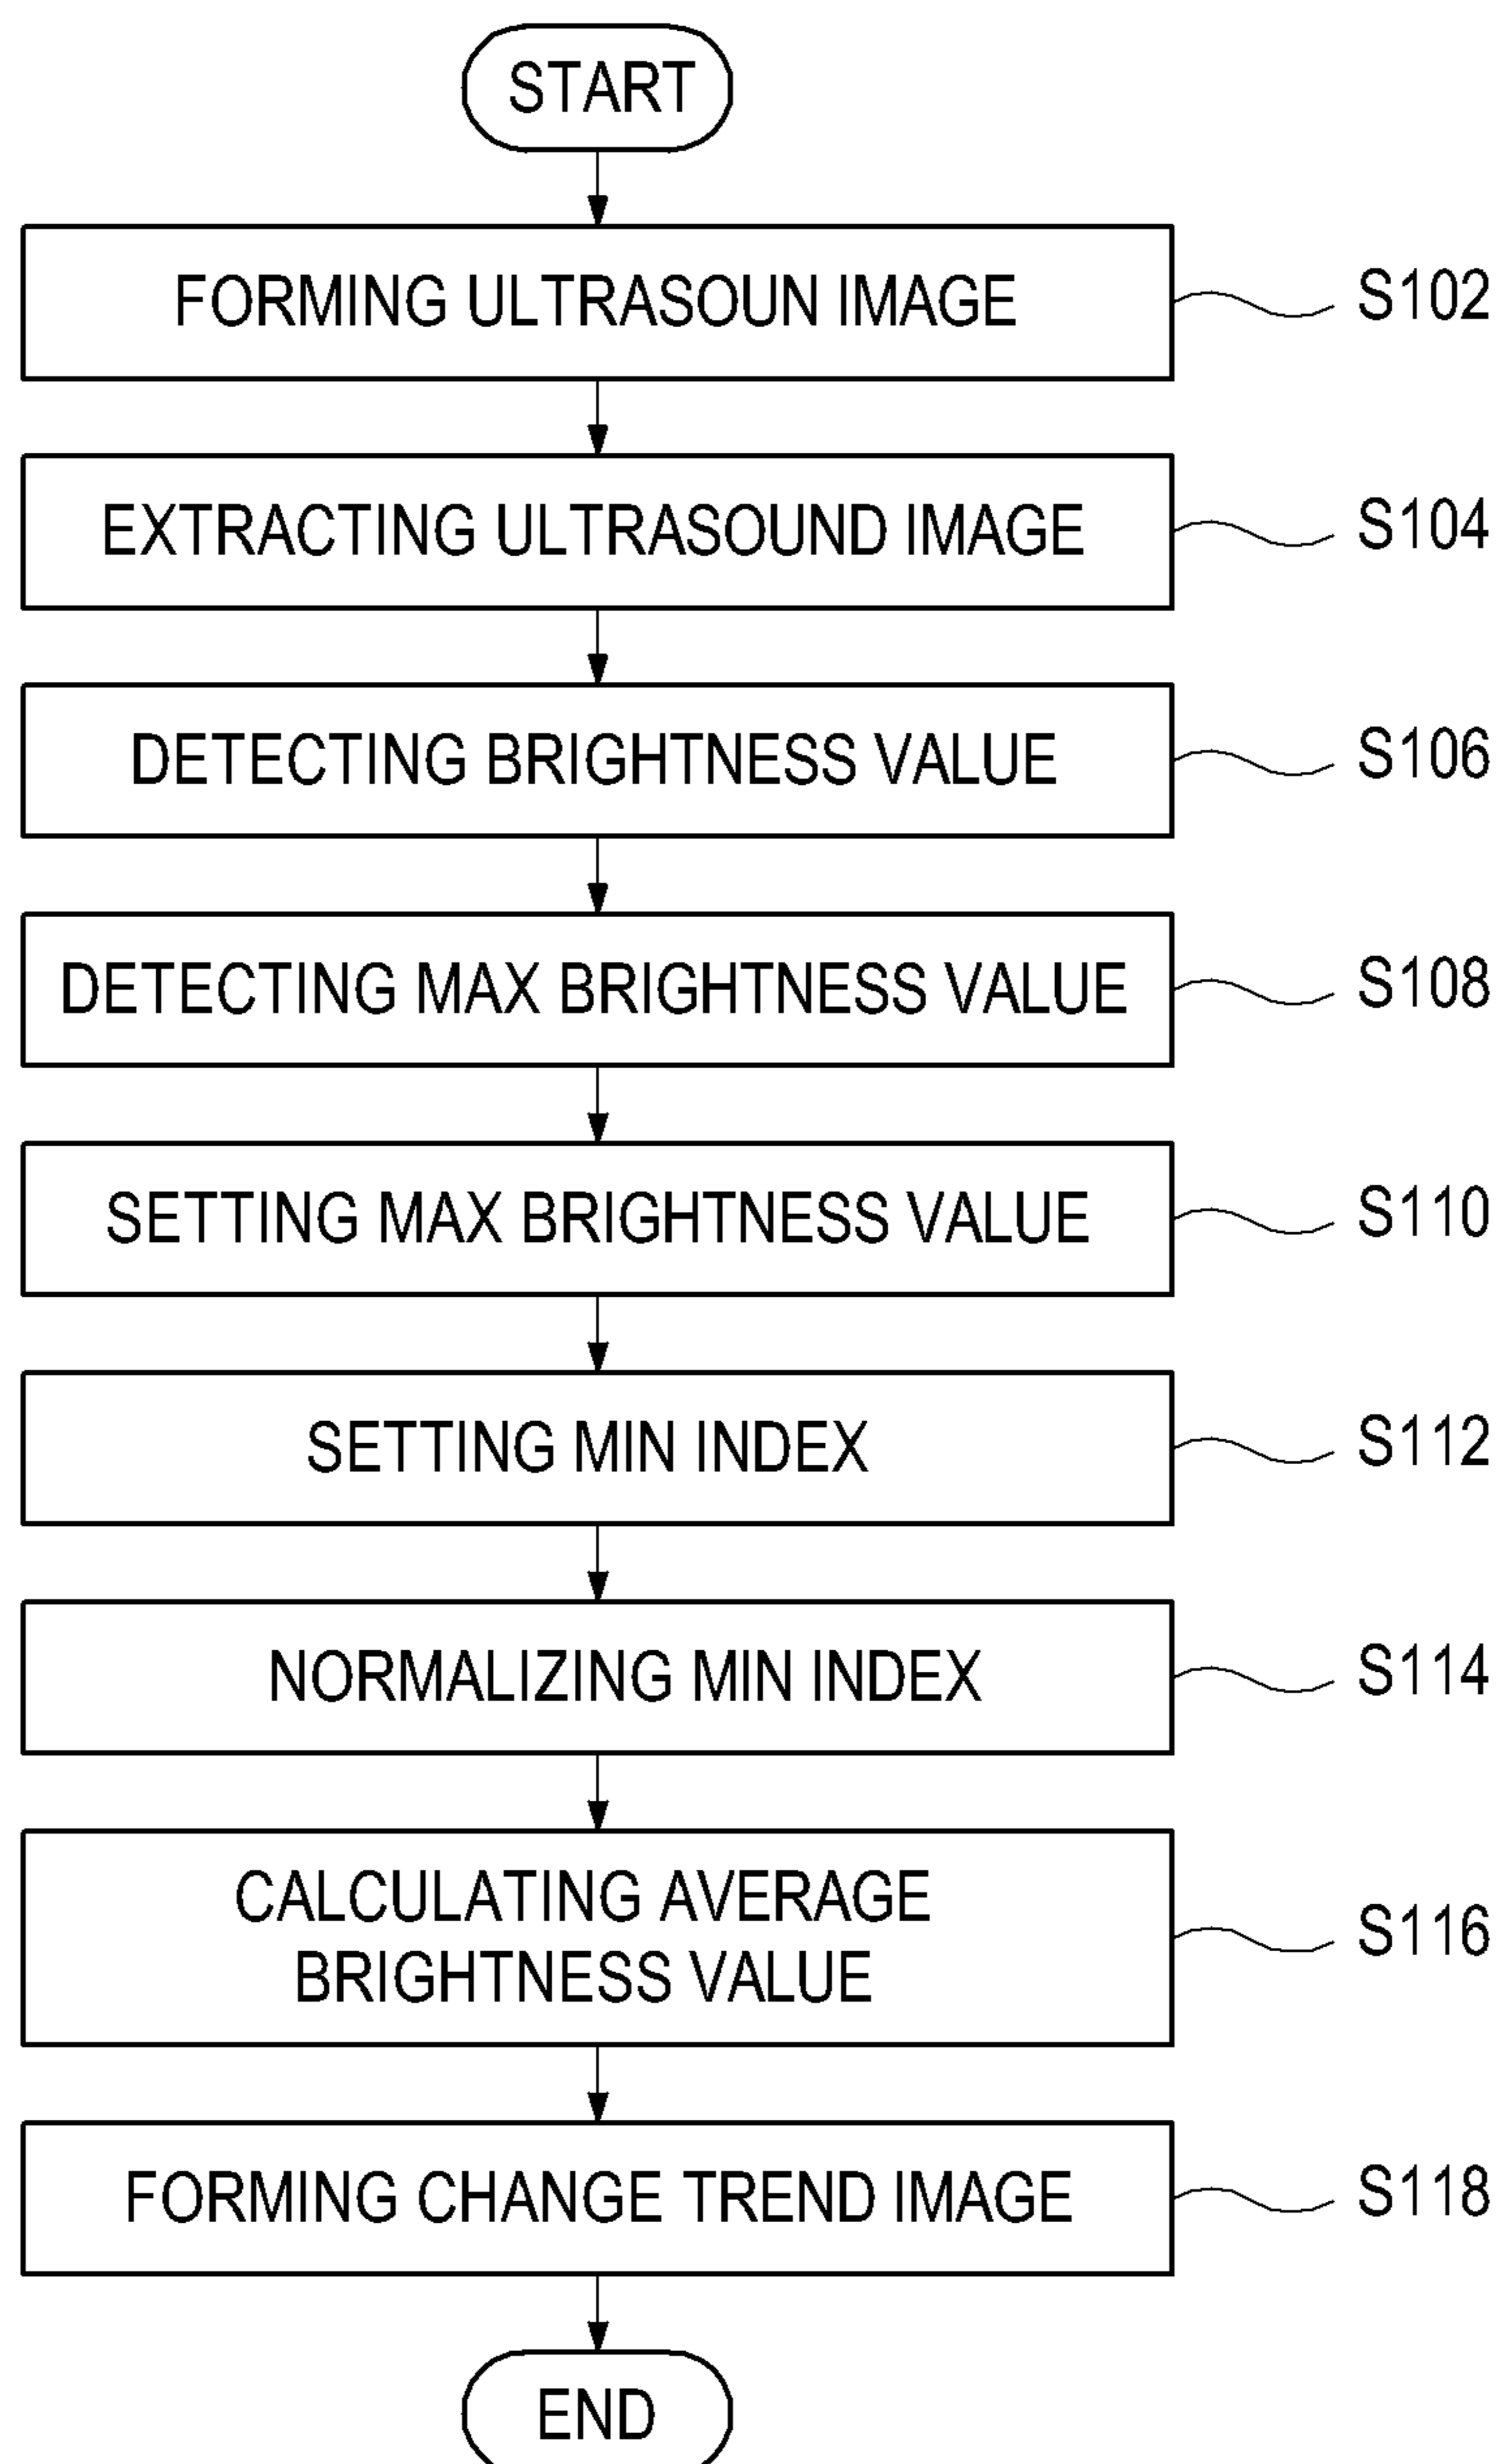 START
FORMING ULTRASOUN IMAGE
S102
EXTRACTING ULTRASOUND IMAGE
S104
DETECTING BRIGHTNESS VALUE
S106
DETECTING MAX BRIGHTNESS VALUE
S108
SETTING MAX BRIGHTNESS VALUE
S110
SETTING MIN INDEX
S112
NORMALIZING MIN INDEX
S114
CALCULATING AVERAGE
BRIGHTNESS VALUE
S116
FORMING CHANGE TREND IMAGE
S118
END